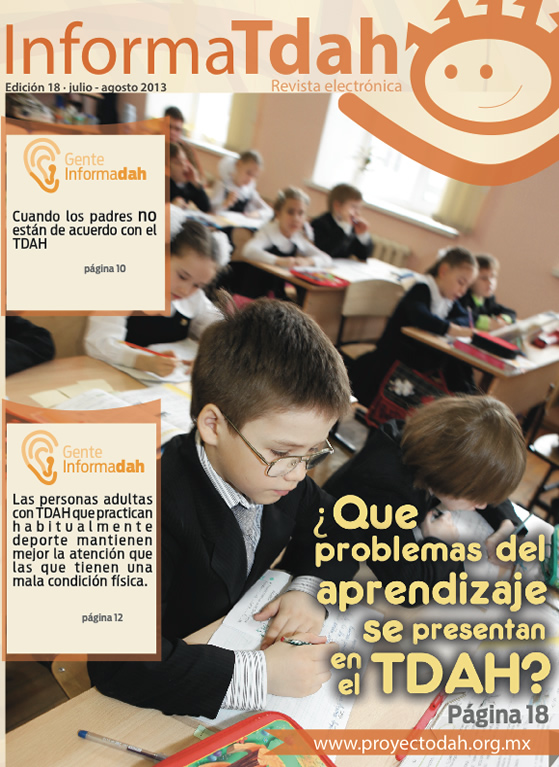 InformaTdah
Edición 18 · julio - agosto 2013
Revista electrónica
Gente
Informadah
Cuando los padres no
están de acuerdo con el
TDAH
página 10
Gente
Informadah
Las personas adultas
con TDAH que practican
habitualmente
deporte mantienen
mejor la atención que
las que tienen una
mala condición física.
página 12
¿Que
problemas del
aprendizaje
se presentan
en
el TDAH?
Página 18
www.proyectodah.org.mx